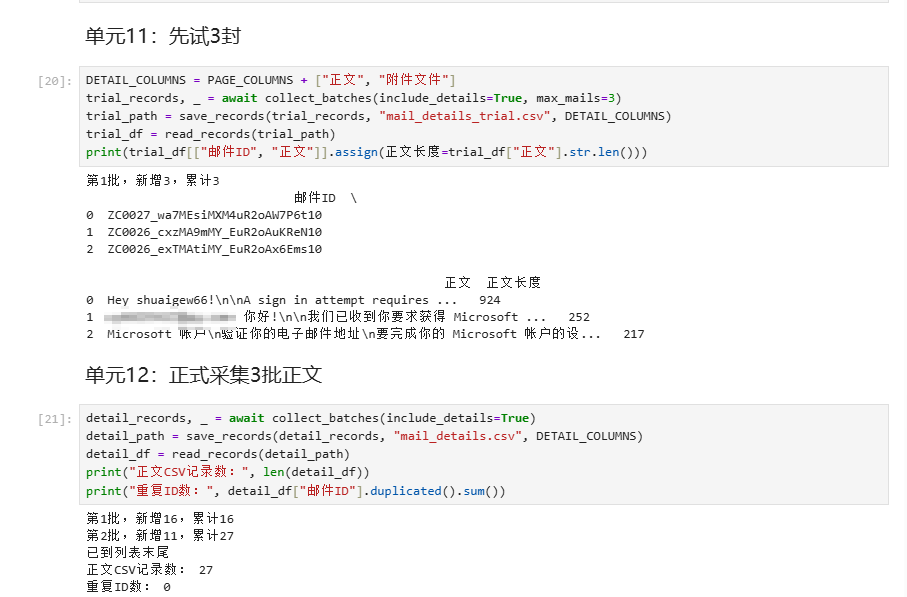 单元11：先试3封
[20]:
DETAIL_COLUMNS = PAGE_COLUMNS + ["正文", "附件文件"]
trial_records, _ = await collect_batches(include_details=True, max_mails=3)
trial_path = save_records(trial_records, "mail_details_trial.csv", DETAIL_COLUMNS)
trial_df = read_records(trial_path)
print(trial_df[["邮件ID", "正文"]].assign(正文长度=trial_df["正文"].str.len()))
第1批，新增3，累计3
邮件ID \
0 ZC0027_wa7MEsiMXM4uR2oAW7P6t10
1 ZC0026_cxzMA9mMY_EuR2oAuKReN10
2 ZC0026_exTMAtiMY_EuR2oAx6Ems10
正文 正文长度
0 Hey shuaigew66!\n\nA sign in attempt requires ... 924
1 你好!\n\n我们已收到你要求获得 Microsoft ... 252
2 Microsoft 帐户\n验证你的电子邮件地址\n要完成你的 Microsoft 帐户的设... 217
单元12：正式采集3批正文
[21]:
detail_records, _ = await collect_batches(include_details=True)
detail_path = save_records(detail_records, "mail_details.csv", DETAIL_COLUMNS)
detail_df = read_records(detail_path)
print("正文CSV记录数：", len(detail_df))
print("重复ID数：", detail_df["邮件ID"].duplicated().sum())
第1批，新增16，累计16
第2批，新增11，累计27
已到列表末尾
正文CSV记录数： 27
重复ID数： 0